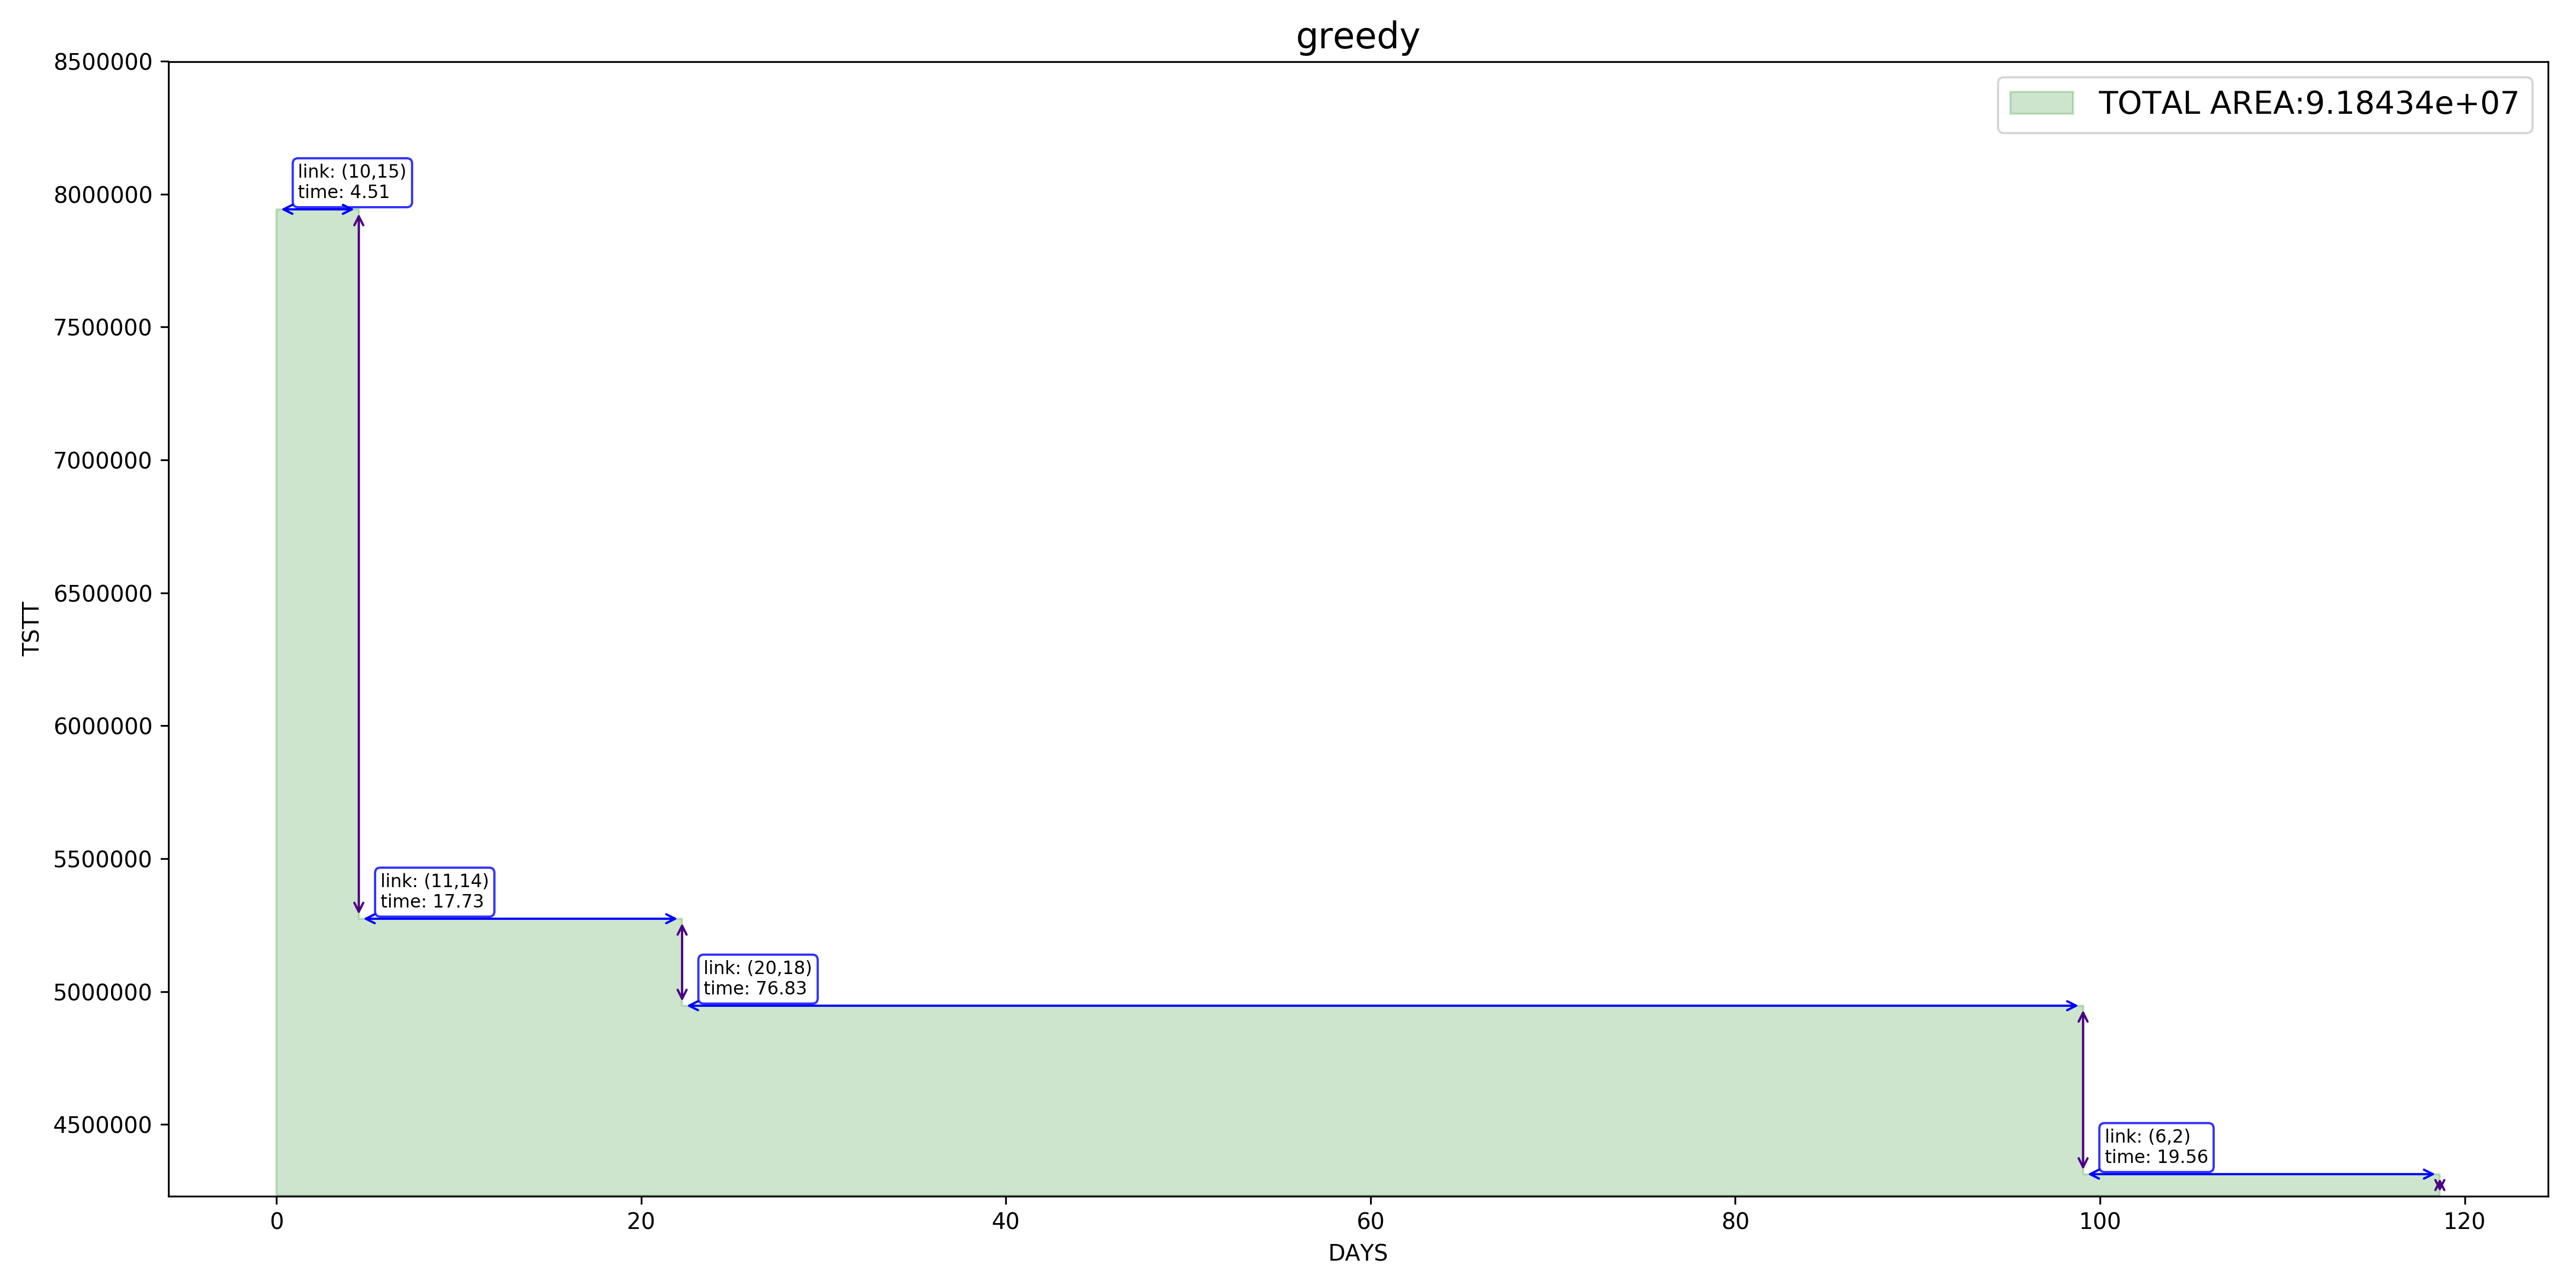 greedy
TOTAL AREA:9.18434e+07
8500000
8000000
7500000
7000000
6500000
6000000
5500000
5000000
4500000
TSTT
link: (10,15)
time: 4.51
link: (11,14)
time: 17.73
link: (20,18)
time: 76.83
link: (6,2)
time: 19.56
0
20
40
60
80
100
120
DAYS